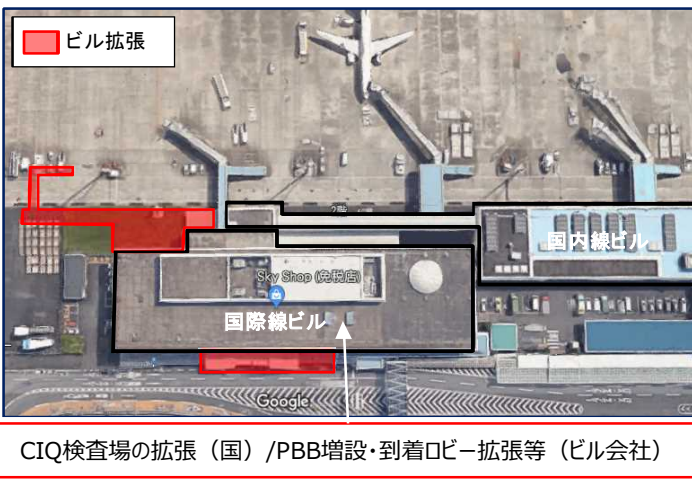 ビル拡張
2階
国内線ビル
Sky Shop (免税店)
国際線ビル
Google
CIQ検査場の拡張（国）/PBB増設・到着ロビー拡張等（ビル会社）